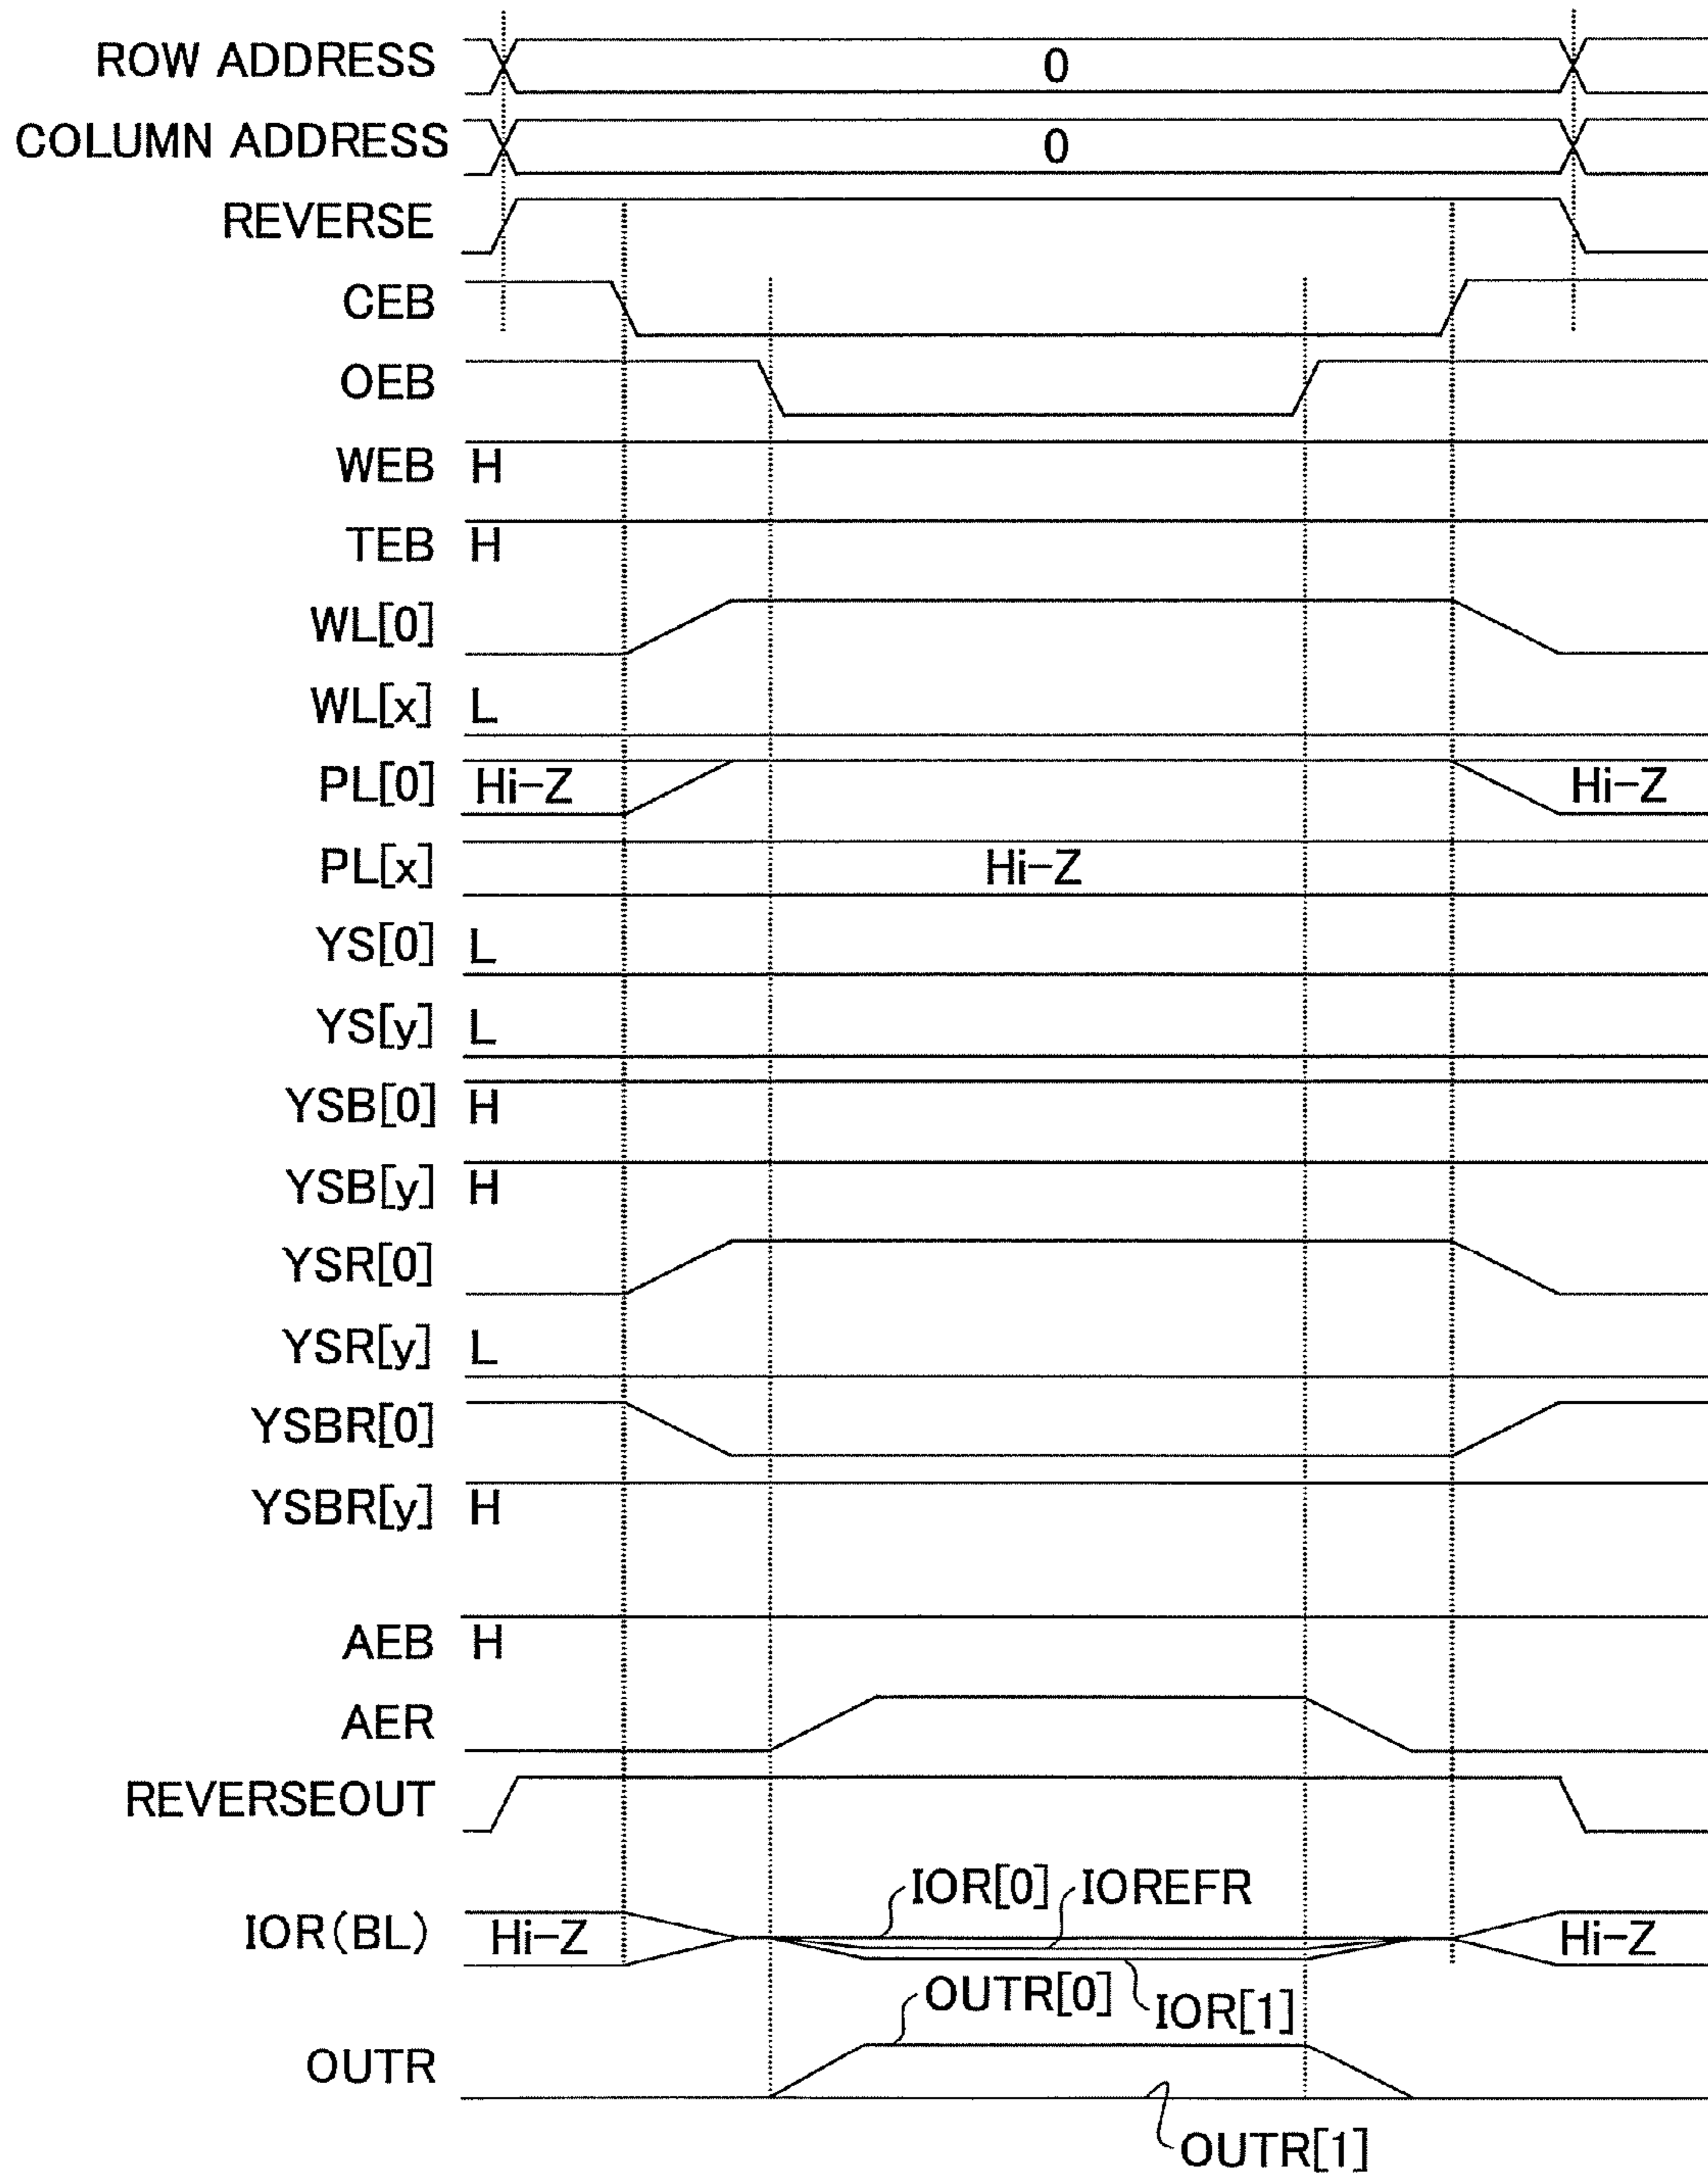 ROW ADDRESS 0
COLUMN ADDRESS 0
REVERSE
CEB
OEB
WEB H
TEB H
WL[0]
WL[x] L
PL[0] Hi-Z Hi-Z
PL[x] Hi-Z
YS[0] L
YS[y] L
YSB[0] H
YSB[y] H
YSR[0]
YSR[y] L
YSBR[0]
YSBR[y] H
AEB H
AER
REVERSEOUT
IOR[0] IOREFR
IOR(BL) Hi-Z Hi-Z
OUTR[0] IOR[1]
OUTR
OUTR[1]